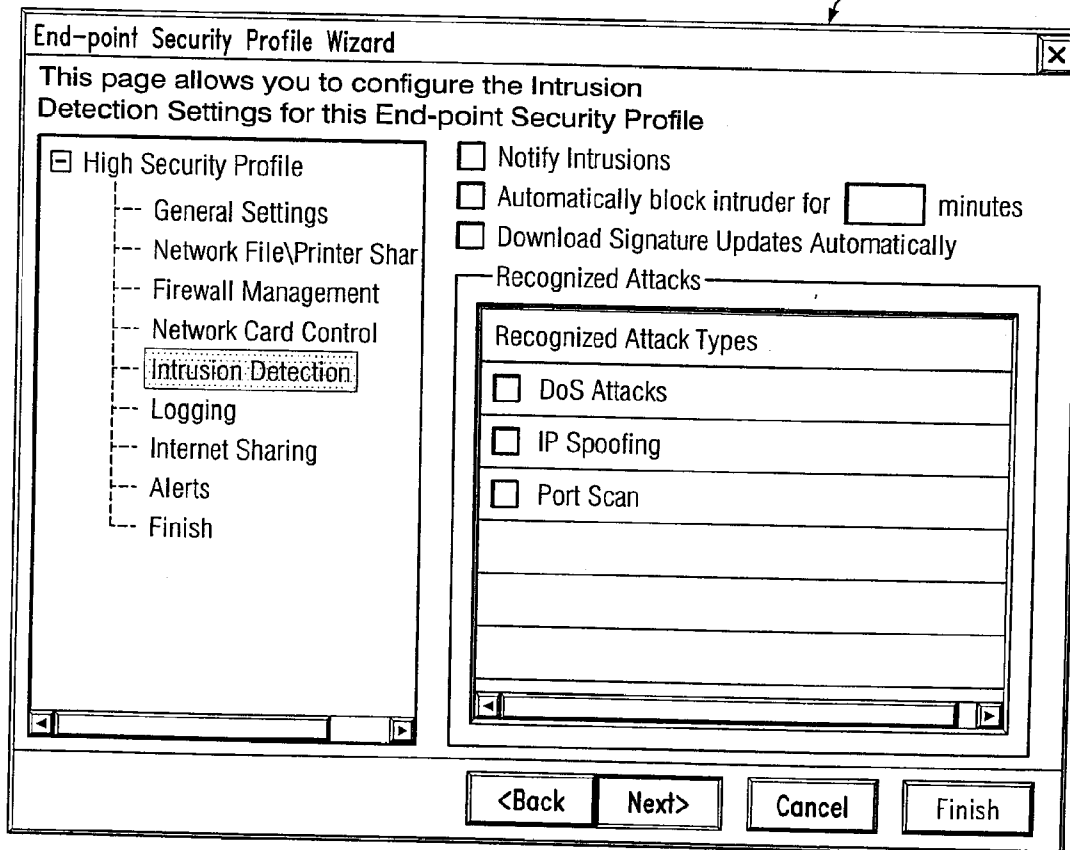 End-point Security Profile Wizard
This page allows you to configure the Intrusion
Detection Settings for this End-point Security Profile
High Security Profile
General Settings
Network File\Printer Shar
Firewall Management
Network Card Control
Intrusion Detection
Logging
Internet Sharing
Alerts
Finish
Notify Intrusions
Automatically block intruder for minutes
Download Signature Updates Automatically
Recognized Attacks
Recognized Attack Types
DoS Attacks
IP Spoofing
Port Scan
<Back
Next>
Cancel
Finish